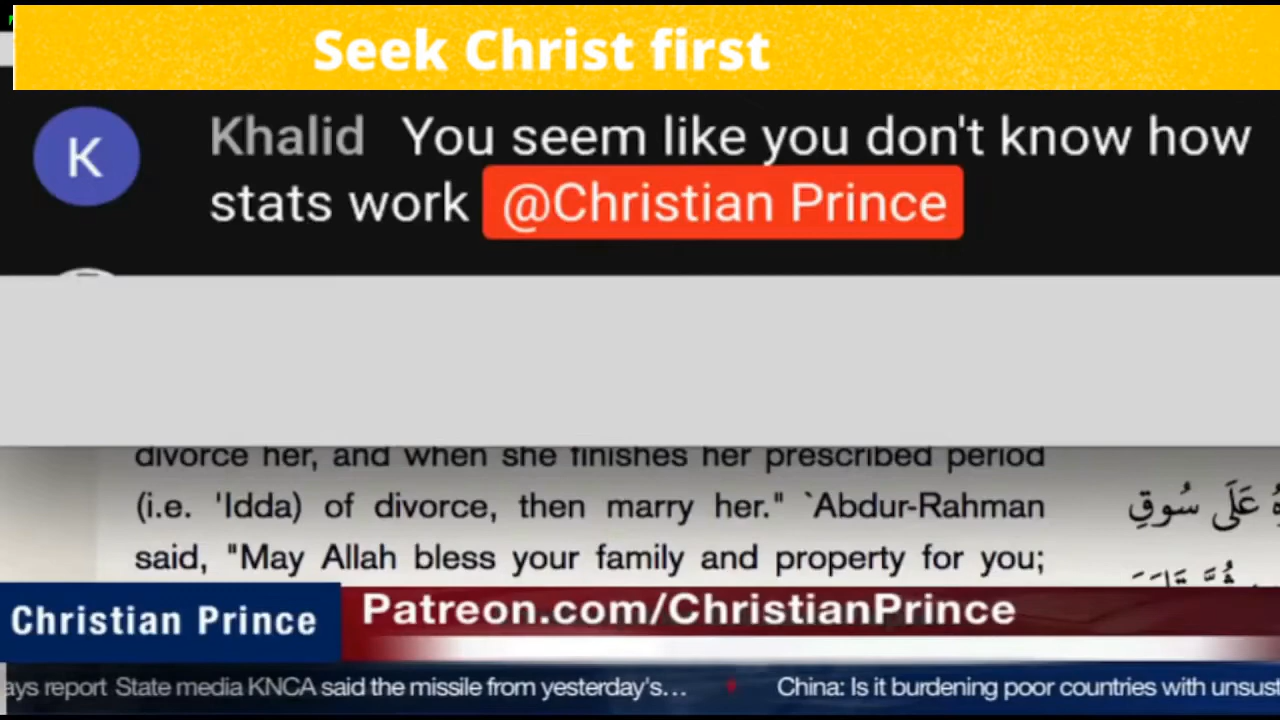 Seek Christ first
K
Khalid You seem like you don't know how
stats work @Christian Prince
divorce her, and when she finishes her prescribed period
(i.e. 'Idda) of divorce, then marry her." `Abdur-Rahman
عَلَى سُوقِ
said, "May Allah bless your family and property for you;
Christian Prince
Patreon.com/ChristianPrince
ays report State media KNCA said the missile from yesterday's... China: Is it burdening poor countries with unsust